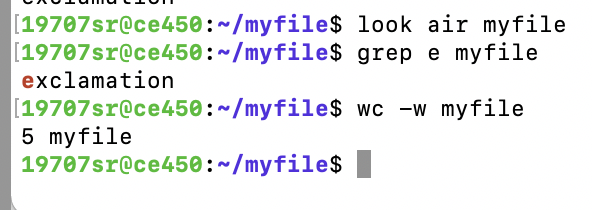 exclamation
[19707sr@ce450:~/myfile$ look air myfile
[19707sr@ce450:~/myfile$ grep e myfile
exclamation
[19707sr@ce450:~/myfile$ wc -w myfile
5 myfile
19707sr@ce450:~/myfile$